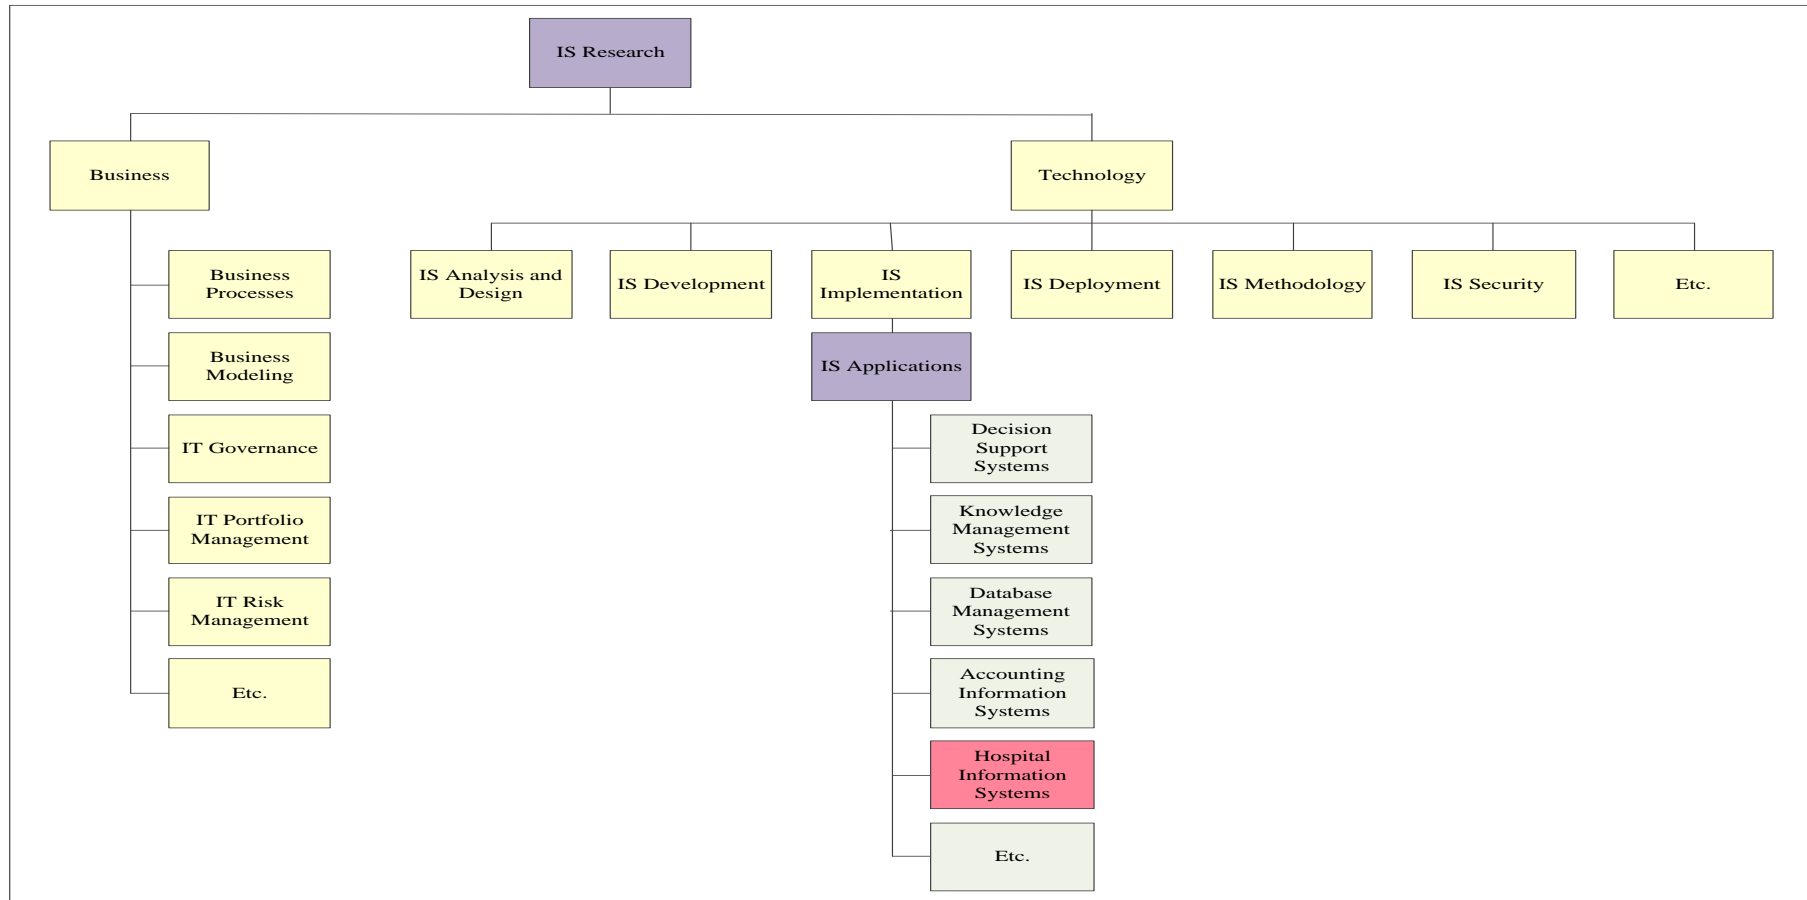 IS Research
Business
Technology
Business
Processes
IS Analysis and
Design
IS Development
IS
Implementation
IS Deployment
IS Methodology
IS Security
Etc.
Business
Modeling
IS Applications
IT Governance
Decision
Support
Systems
IT Portfolio
Management
Knowledge
Management
Systems
IT Risk
Management
Database
Management
Systems
Etc.
Accounting
Information
Systems
Hospital
Information
Systems
Etc.